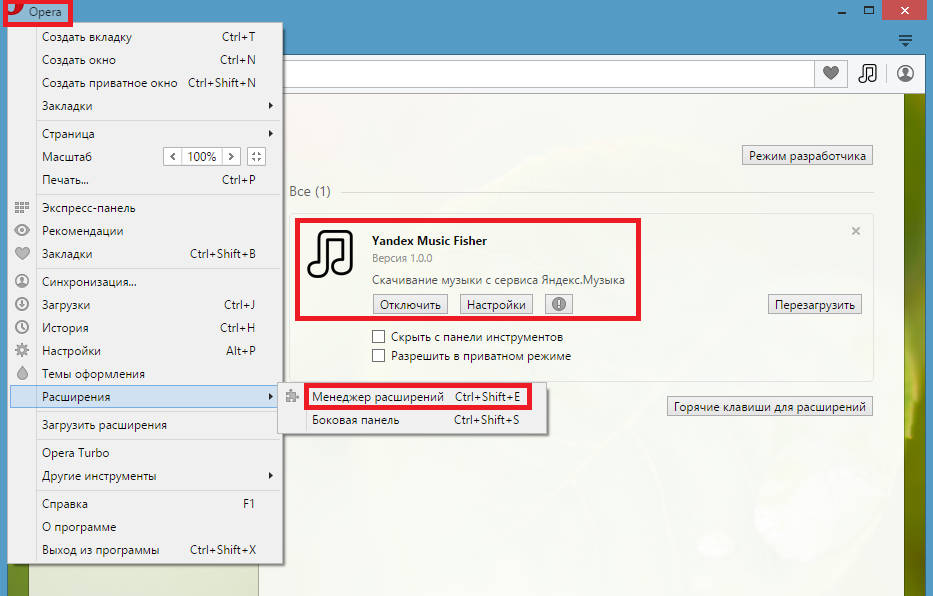 Opera
Создать вкладку Ctrl+T
Создать окно Ctrl+N
Создать приватное окно Ctrl+Shift+N
Закладки
Страница
Масштаб 100%
Печать... Ctrl+P
Экспресс-панель
Рекомендации
Закладки Ctrl+Shift+B
Синхронизация...
Загрузки Ctrl+J
История Ctrl+H
Настройки Alt+P
Темы оформления
Расширения
Загрузить расширения
Opera Turbo
Другие инструменты
Справка F1
О программе
Выход из программы Ctrl+Shift+X
Менеджер расширений Ctrl+Shift+E
Боковая панель Ctrl+Shift+S
Режим разработчика
Все (1)
Yandex Music Fisher
Версия 1.0.0
Скачивание музыки с сервиса Яндекс.Музыка
Отключить Настройки Перезагрузить
Скрыть с панели инструментов
Разрешить в приватном режиме
Горячие клавиши для расширений